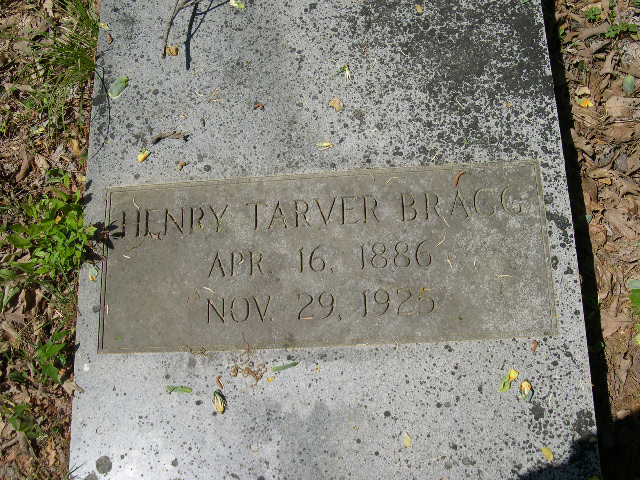 HENRY TARVER BRAGG
APR. 16, 1886
NOV. 29, 1925